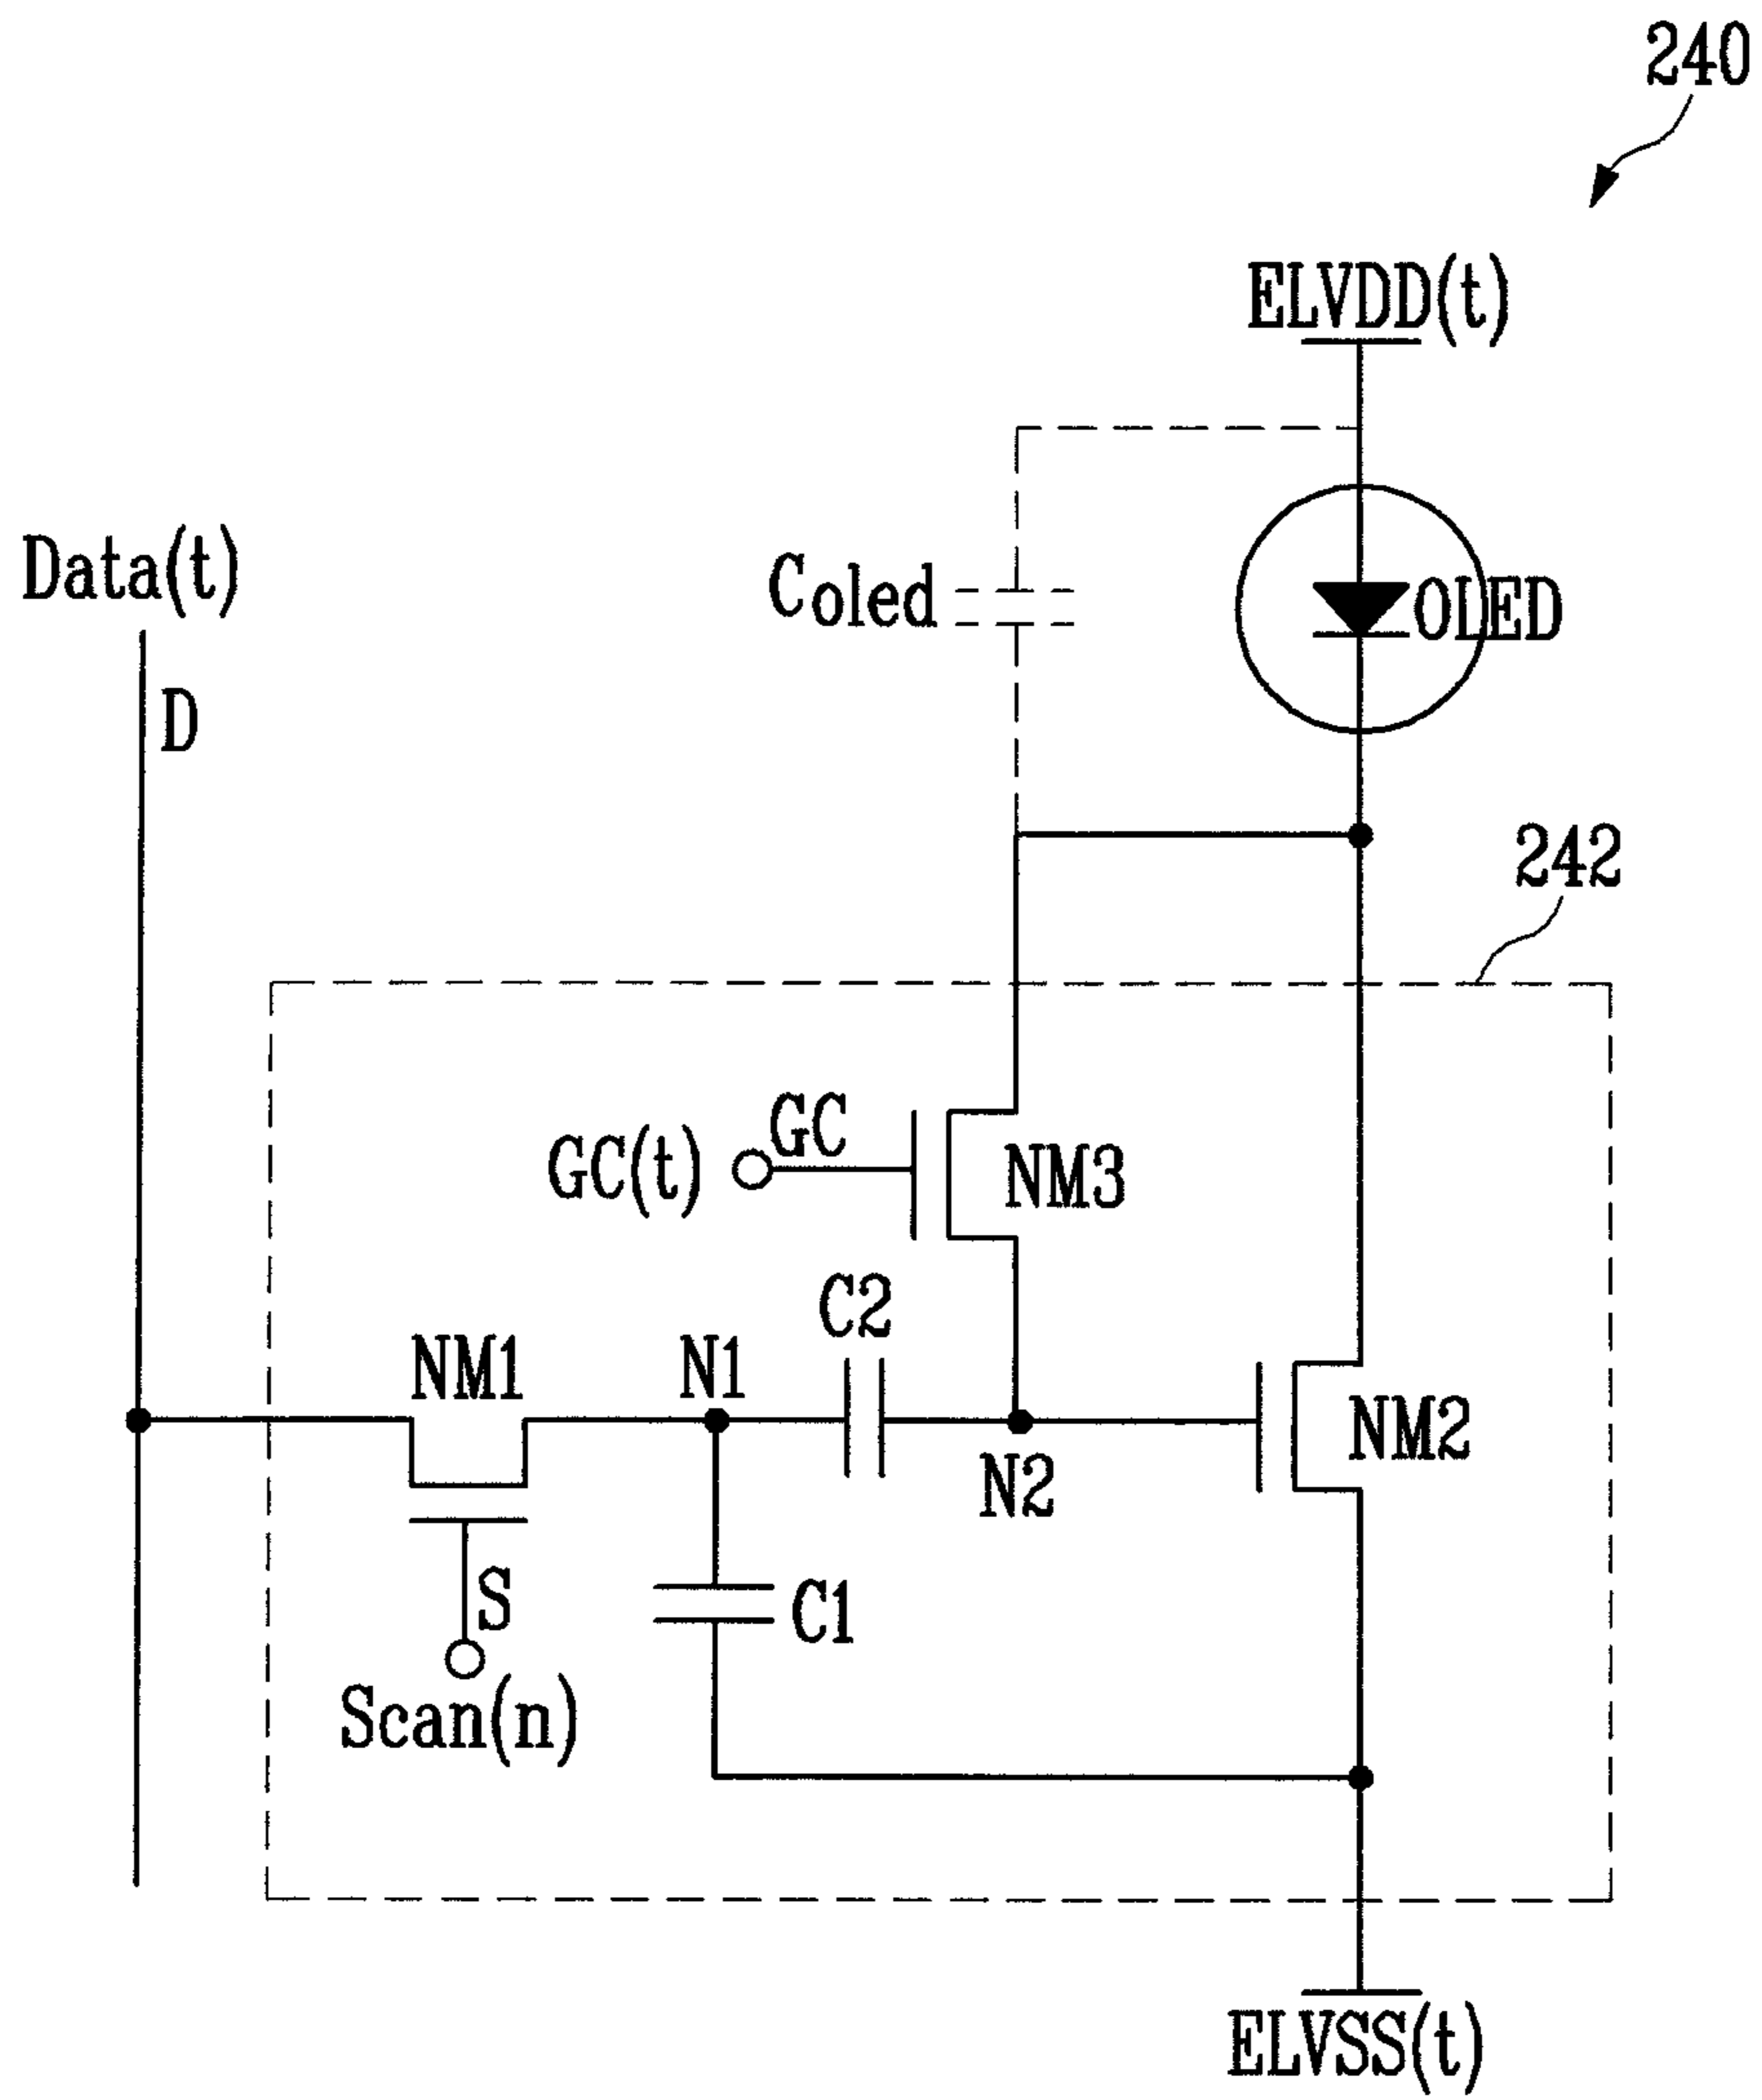 240
ELVDD(t)
Data(t)
Coled
OLED
D
242
GC
GC(t)
NM3
C2
NM1
N1
NM2
N2
S
C1
Scan(n)
ELVSS(t)